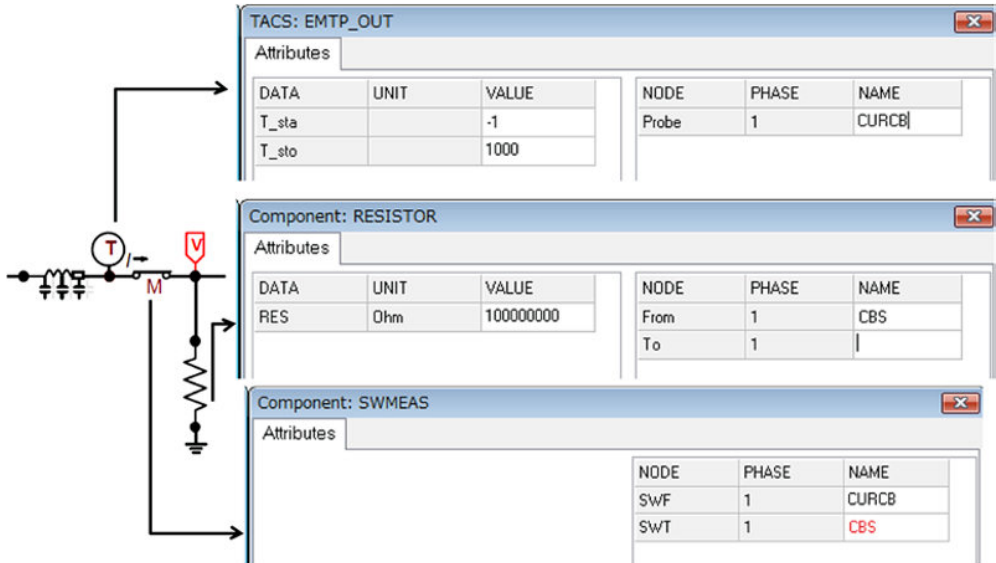 TACS: EMTP_OUT
Attributes
DATA UNIT VALUE NODE PHASE NAME
T_sta -1 Probe 1 CURCB
T_sto 1000
Component: RESISTOR
Attributes
DATA UNIT VALUE NODE PHASE NAME
RES Ohm 100000000 From 1 CBS
To 1
Component: SWMEAS
Attributes
NODE PHASE NAME
SWF 1 CURCB
SWT 1 CBS
T
I
V
M